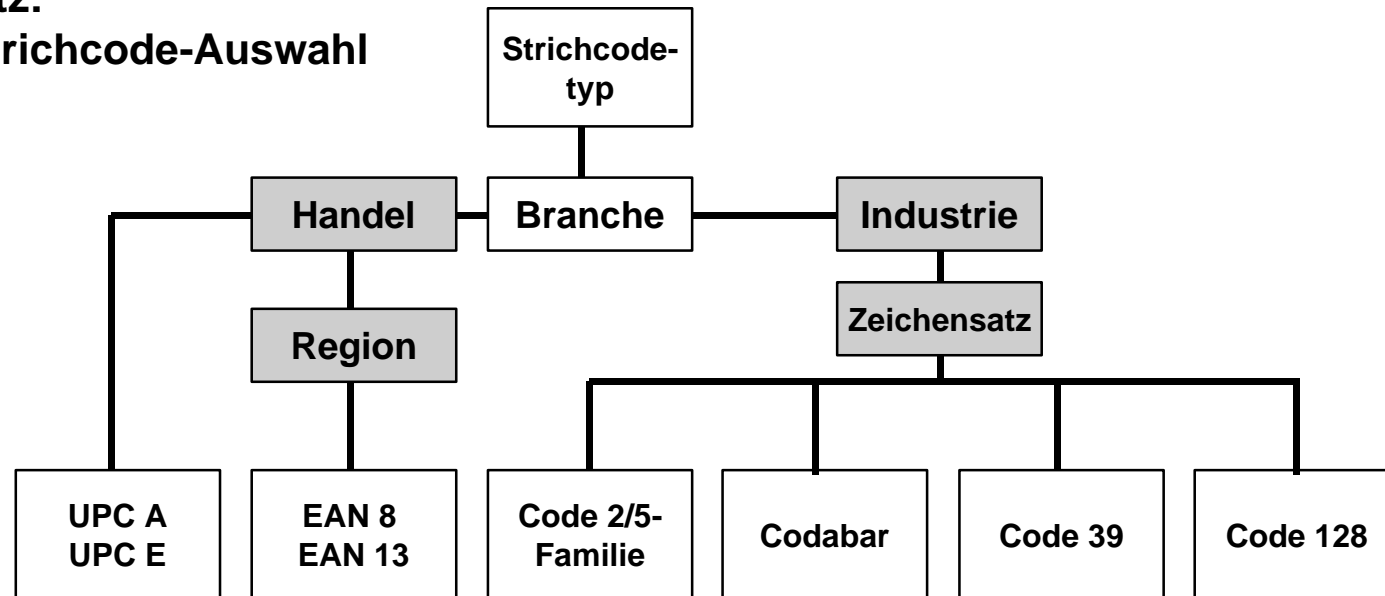 richcode-Auswahl
Strichcode-
typ
Handel
Branche
Industrie
Region
Zeichensatz
UPC A
UPC E
EAN 8
EAN 13
Code 2/5-
Familie
Codabar
Code 39
Code 128